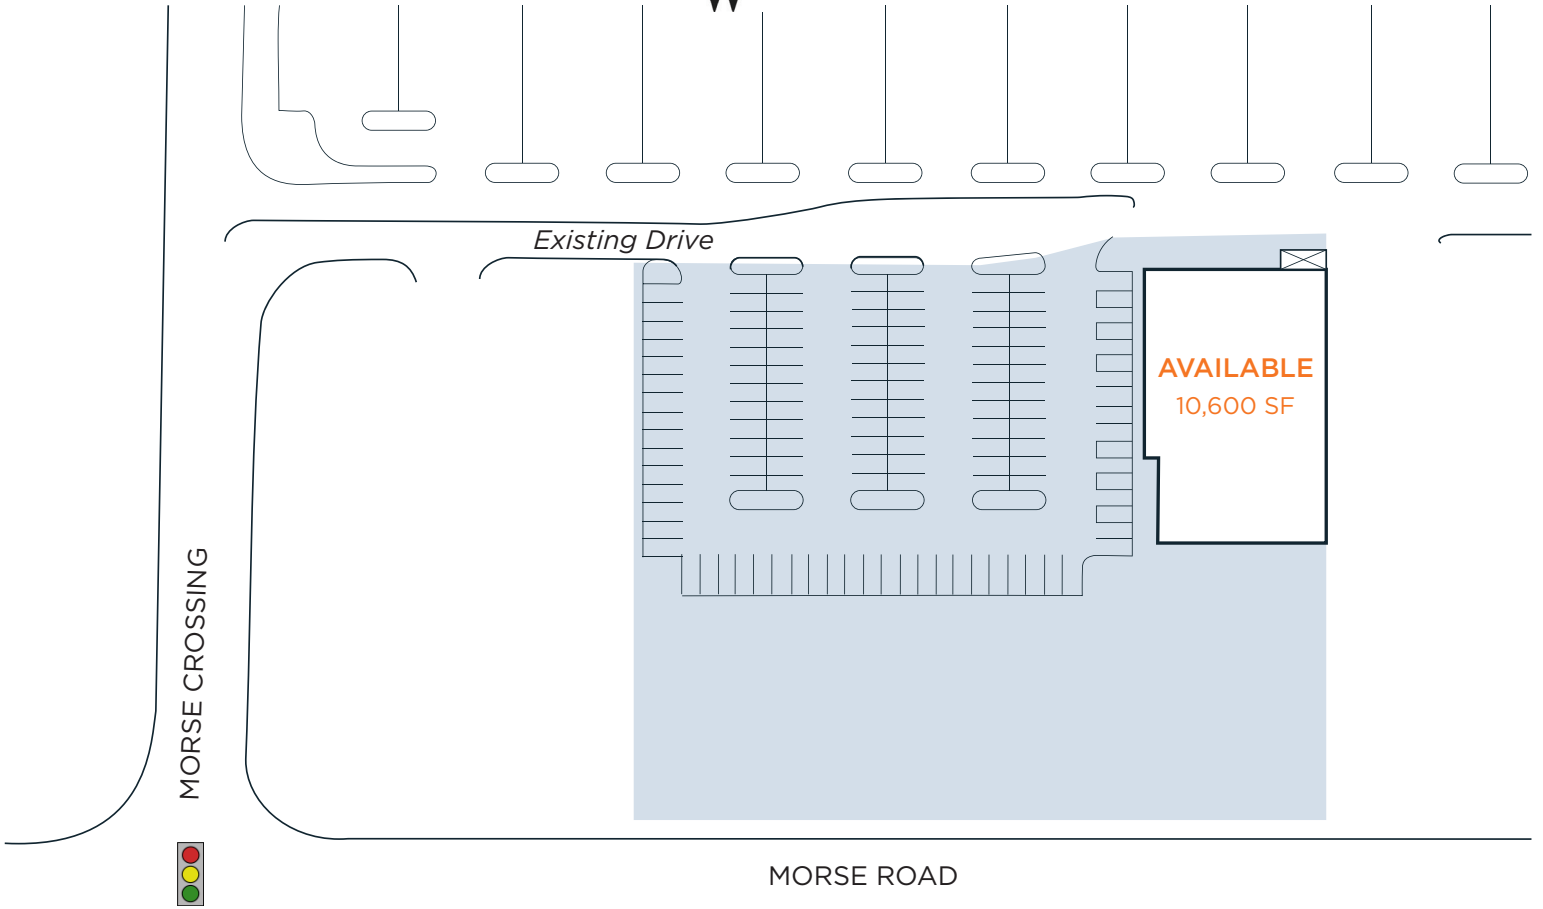 Existing Drive
AVAILABLE
10,600 SF
MORSE CROSSING
MORSE ROAD